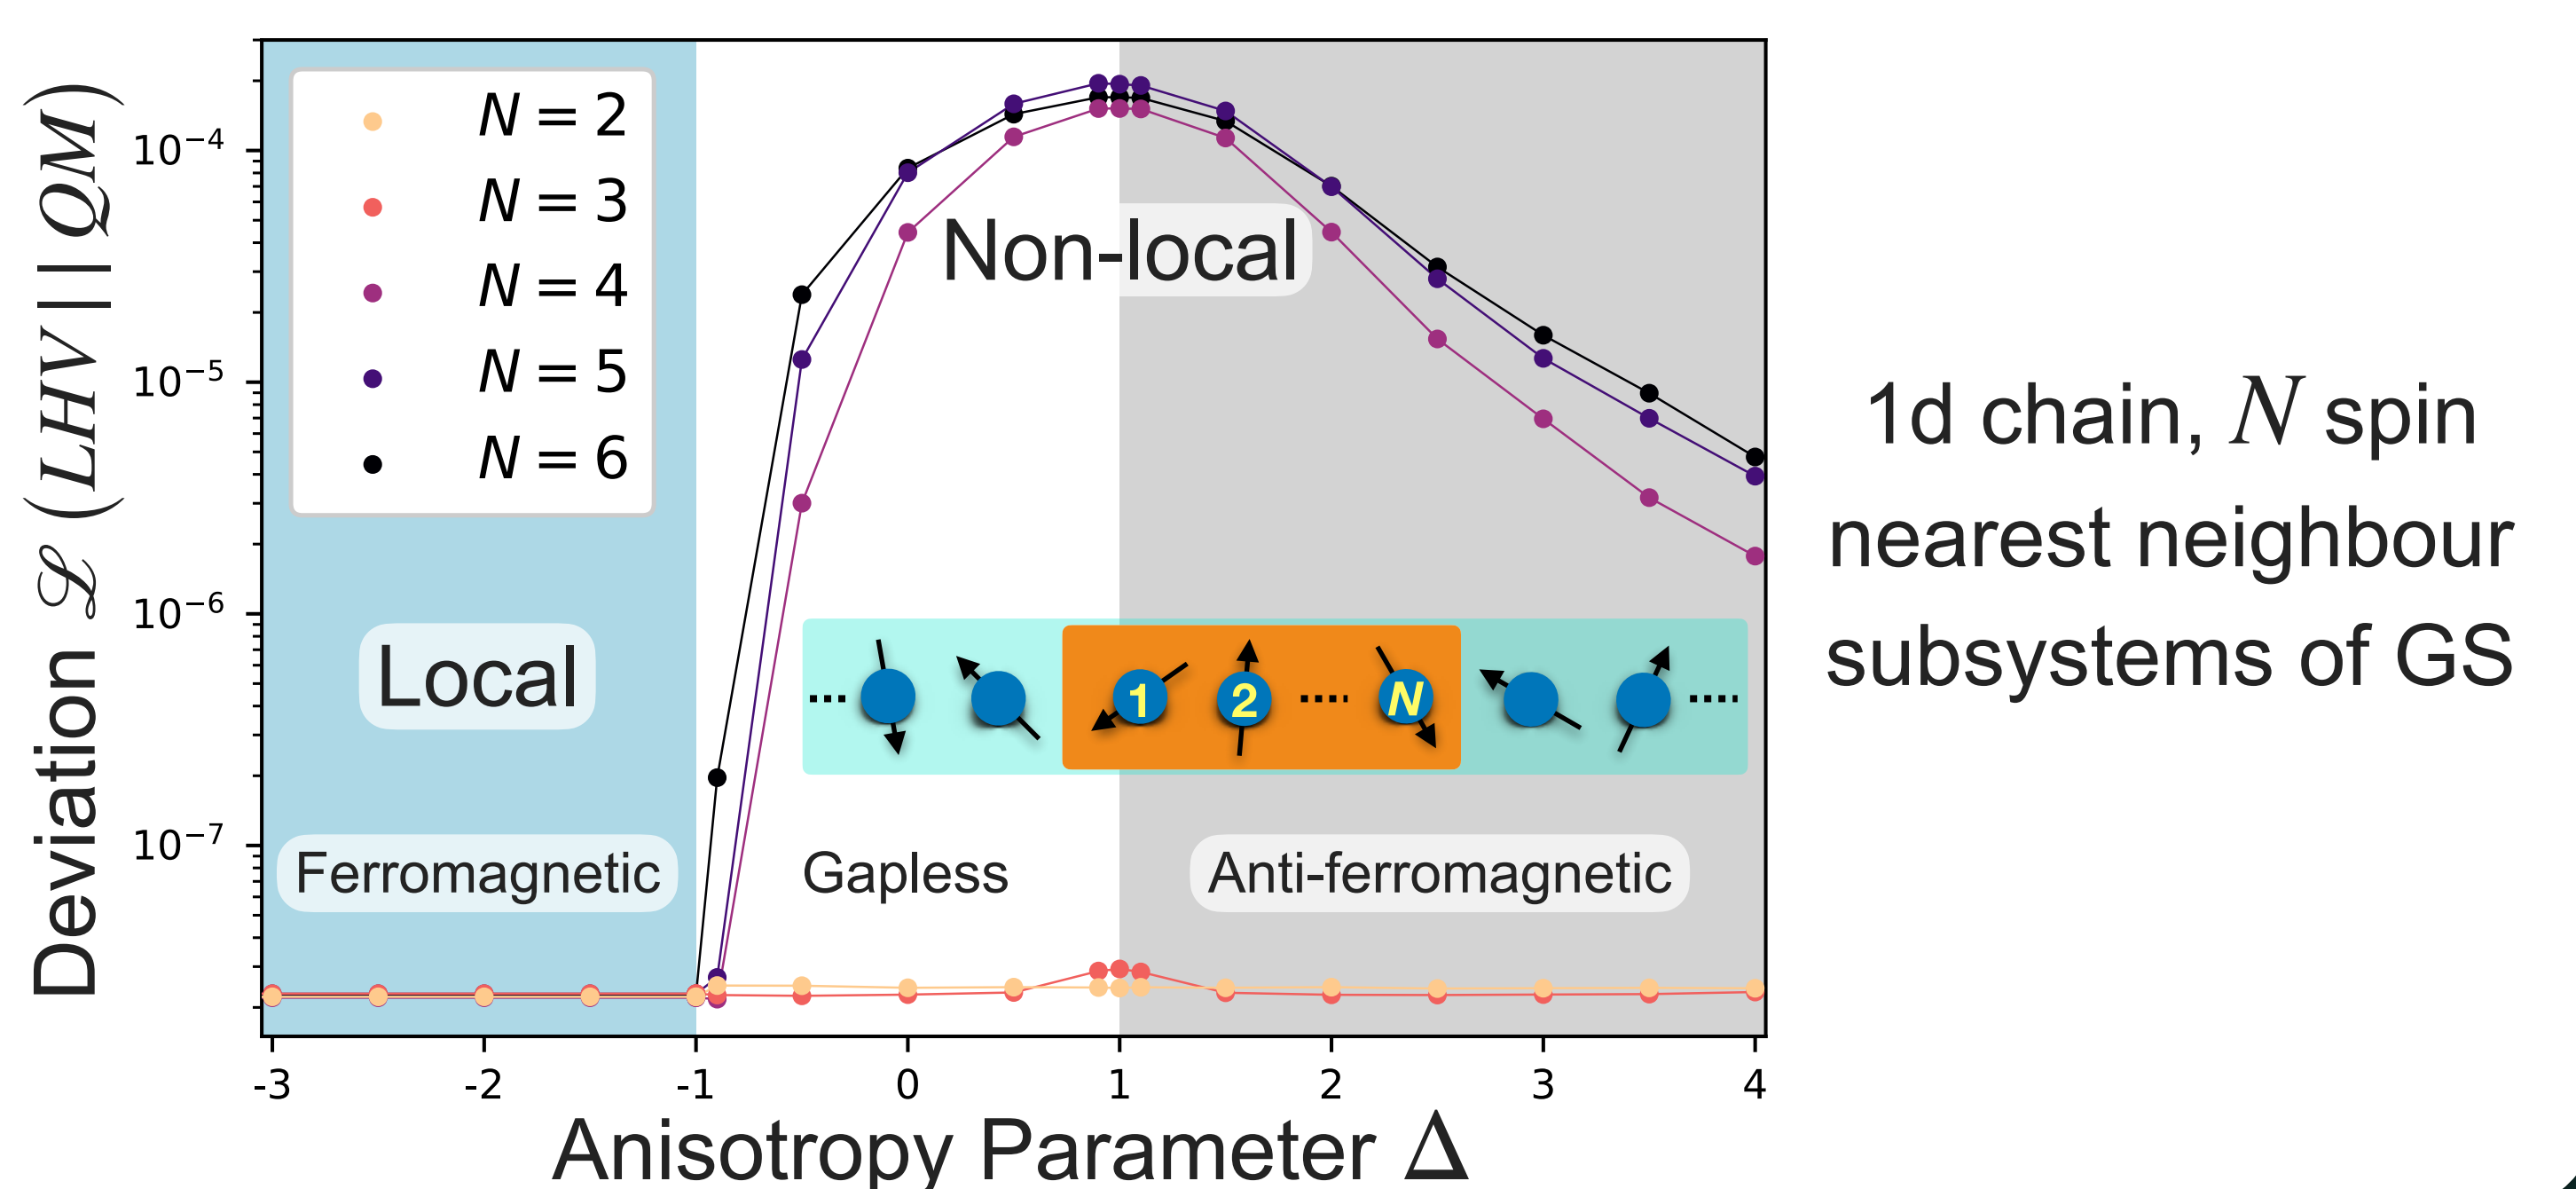 Deviation ℒ (LHV || QM)
10⁻⁴
10⁻⁵
10⁻⁶
10⁻⁷
N = 2
N = 3
N = 4
N = 5
N = 6
Non-local
Local
1
2
N
Ferromagnetic
Gapless
Anti-ferromagnetic
-3
-2
-1
0
1
2
3
4
Anisotropy Parameter Δ
1d chain, N spin
nearest neighbour
subsystems of GS